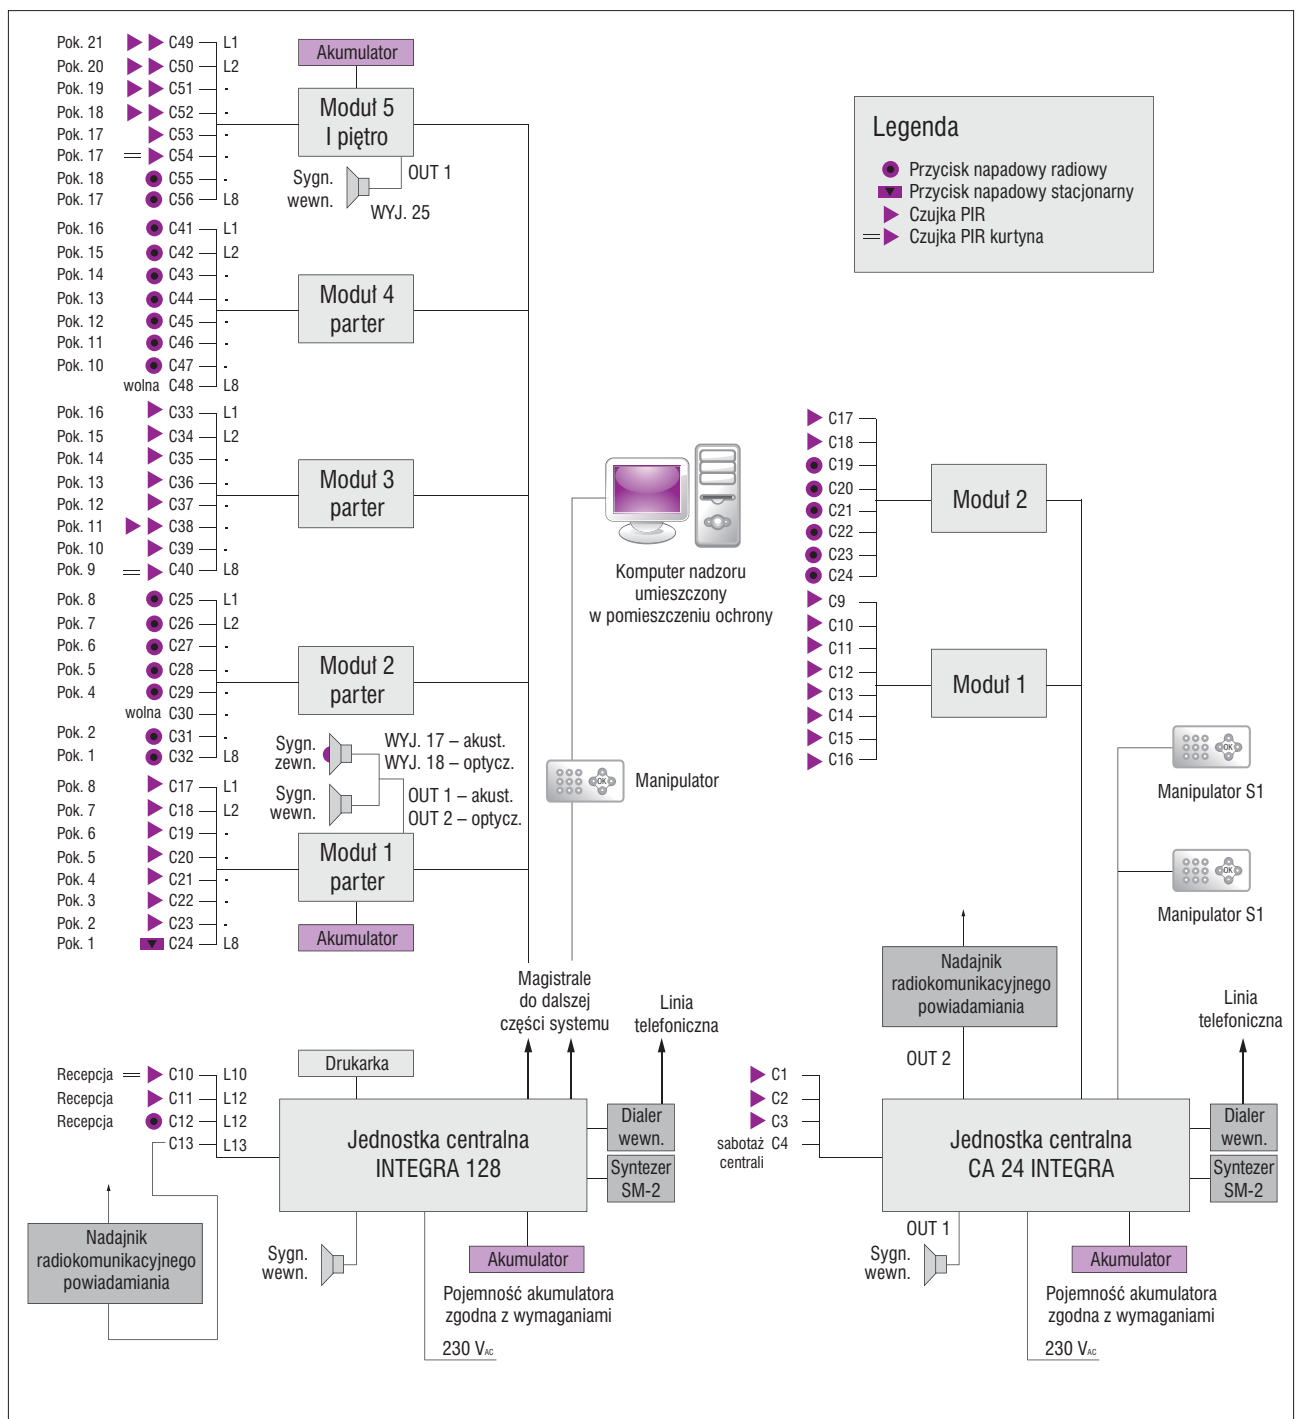 Pok. 21 C49 L1
Pok. 20 C50 L2
Pok. 19 C51 -
Pok. 18 C52 -
Pok. 17 C53 -
Pok. 17 C54 -
Pok. 18 C55 -
Pok. 17 C56 L8
Akumulator
Moduł 5
I piętro
OUT 1
Sygn.
wewn.
WYJ. 25
Pok. 16 C41 L1
Pok. 15 C42 L2
Pok. 14 C43 -
Pok. 13 C44 -
Pok. 12 C45 -
Pok. 11 C46 -
Pok. 10 C47 -
wolna C48 L8
Moduł 4
parter
Pok. 16 C33 L1
Pok. 15 C34 L2
Pok. 14 C35 -
Pok. 13 C36 -
Pok. 12 C37 -
Pok. 11 C38 -
Pok. 10 C39 -
Pok. 9 C40 L8
Moduł 3
parter
Pok. 8 C25 L1
Pok. 7 C26 L2
Pok. 6 C27 -
Pok. 5 C28 -
Pok. 4 C29 -
wolna C30 -
Pok. 2 C31 -
Pok. 1 C32 L8
Moduł 2
parter
Sygn.
zewn.
WYJ. 17 – akust.
WYJ. 18 – optycz.
Sygn.
wewn.
OUT 1 – akust.
OUT 2 – optycz.
Pok. 8 C17 L1
Pok. 7 C18 L2
Pok. 6 C19 -
Pok. 5 C20 -
Pok. 4 C21 -
Pok. 3 C22 -
Pok. 2 C23 -
Pok. 1 C24 L8
Moduł 1
parter
Akumulator
Legenda
Przycisk napadowy radiowy
Przycisk napadowy stacjonarny
Czujka PIR
Czujka PIR kurtyna
Komputer nadzoru
umieszczony
w pomieszczeniu ochrony
OK
Manipulator
Magistrale
do dalszej
części systemu
Linia
telefoniczna
Recepcja C10 L10
Recepcja C11 L12
Recepcja C12 L12
C13 L13
Drukarka
Jednostka centralna
INTEGRA 128
Dialer
wewn.
Syntezer
SM-2
Nadajnik
radiokomunikacyjnego
powiadamiania
Sygn.
wewn.
Akumulator
Pojemność akumulatora
zgodna z wymaganiami
230 VAC
C17
C18
C19
C20
C21
C22
C23
C24
Moduł 2
C9
C10
C11
C12
C13
C14
C15
C16
Moduł 1
OK
Manipulator S1
OK
Manipulator S1
Nadajnik
radiokomunikacyjnego
powiadamiania
OUT 2
Linia
telefoniczna
C1
C2
C3
sabotaż C4
centrali
Jednostka centralna
CA 24 INTEGRA
Dialer
wewn.
Syntezer
SM-2
OUT 1
Sygn.
wewn.
Akumulator
Pojemność akumulatora
zgodna z wymaganiami
230 VAC